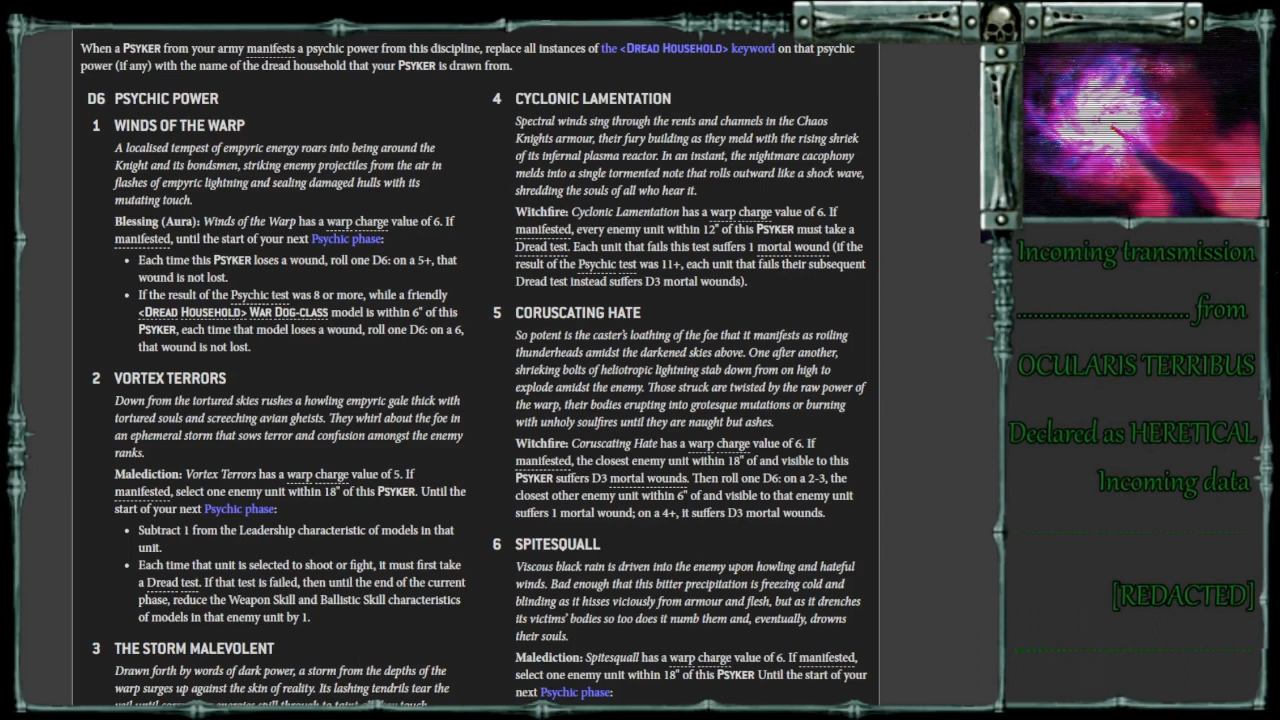 When a PSYKER from your army manifests a psychic power from this discipline, replace all instances of the <DREAD HOUSEHOLD> keyword on that psychic
power (if any) with the name of the dread household that your PSYKER is drawn from.
D6 PSYCHIC POWER
1 WINDS OF THE WARP
A localised tempest of empyric energy roars into being around the
Knight and its bondsmen, striking enemy projectiles from the air in
flashes of empyric lightning and sealing damaged hulls with its
mutating touch.
Blessing (Aura): Winds of the Warp has a warp charge value of 6. If
manifested, until the start of your next Psychic phase:
• Each time this PSYKER loses a wound, roll one D6: on a 5+, that
wound is not lost.
• If the result of the Psychic test was 8 or more, while a friendly
<DREAD HOUSEHOLD> WAR DOG-CLASS model is within 6" of this
PSYKER, each time that model loses a wound, roll one D6: on a 6,
that wound is not lost.
2 VORTEX TERRORS
Down from the tortured skies rushes a howling empyric gale thick with
tortured souls and screeching avian gheists. They whirl about the foe in
an ephemeral storm that sows terror and confusion amongst the enemy
ranks.
Malediction: Vortex Terrors has a warp charge value of 5. If
manifested, select one enemy unit within 18" of this PSYKER. Until the
start of your next Psychic phase:
• Subtract 1 from the Leadership characteristic of models in that
unit.
• Each time that unit is selected to shoot or fight, it must first take
a Dread test. If that test is failed, then until the end of the current
phase, reduce the Weapon Skill and Ballistic Skill characteristics
of models in that enemy unit by 1.
3 THE STORM MALEVOLENT
Drawn forth by words of dark power, a storm from the depths of the
warp surges up against the skin of reality. Its lashing tendrils tear the
4 CYCLONIC LAMENTATION
Spectral winds sing through the rents and channels in the Chaos
Knights armour, their fury building as they meld with the rising shriek
of its infernal plasma reactor. In an instant, the nightmare cacophony
melds into a single tormented note that rolls outward like a shock wave,
shredding the souls of all who hear it.
Witchfire: Cyclonic Lamentation has a warp charge value of 6. If
manifested, every enemy unit within 12" of this PSYKER must take a
Dread test. Each unit that fails this test suffers 1 mortal wound (if the
result of the Psychic test was 11+, each unit that fails their subsequent
Dread test instead suffers D3 mortal wounds).
5 CORUSCATING HATE
So potent is the caster's loathing of the foe that it manifests as roiling
thunderheads amidst the darkened skies above. One after another,
shrieking bolts of heliotropic lightning stab down from on high to
explode amidst the enemy. Those struck are twisted by the raw power of
the warp, their bodies erupting into grotesque mutations or burning
with unholy soulfires until they are naught but ashes.
Witchfire: Coruscating Hate has a warp charge value of 6. If
manifested, the closest enemy unit within 18" of and visible to this
PSYKER suffers D3 mortal wounds. Then roll one D6: on a 2-3, the
closest other enemy unit within 6" of and visible to that enemy unit
suffers 1 mortal wound; on a 4+, it suffers D3 mortal wounds.
6 SPITESQUALL
Viscous black rain is driven into the enemy upon howling and hateful
winds. Bad enough that this bitter precipitation is freezing cold and
blinding as it hisses viciously from armour and flesh, but as it drenches
its victims' bodies so too does it numb them and, eventually, drowns
their souls.
Malediction: Spitesquall has a warp charge value of 6. If manifested,
select one enemy unit within 18" of this PSYKER Until the start of your
next Psychic phase:
Incoming transmission
.............................. from
OCULARIS TERRIBUS
Declared as HERETICAL
Incoming data
[REDACTED]